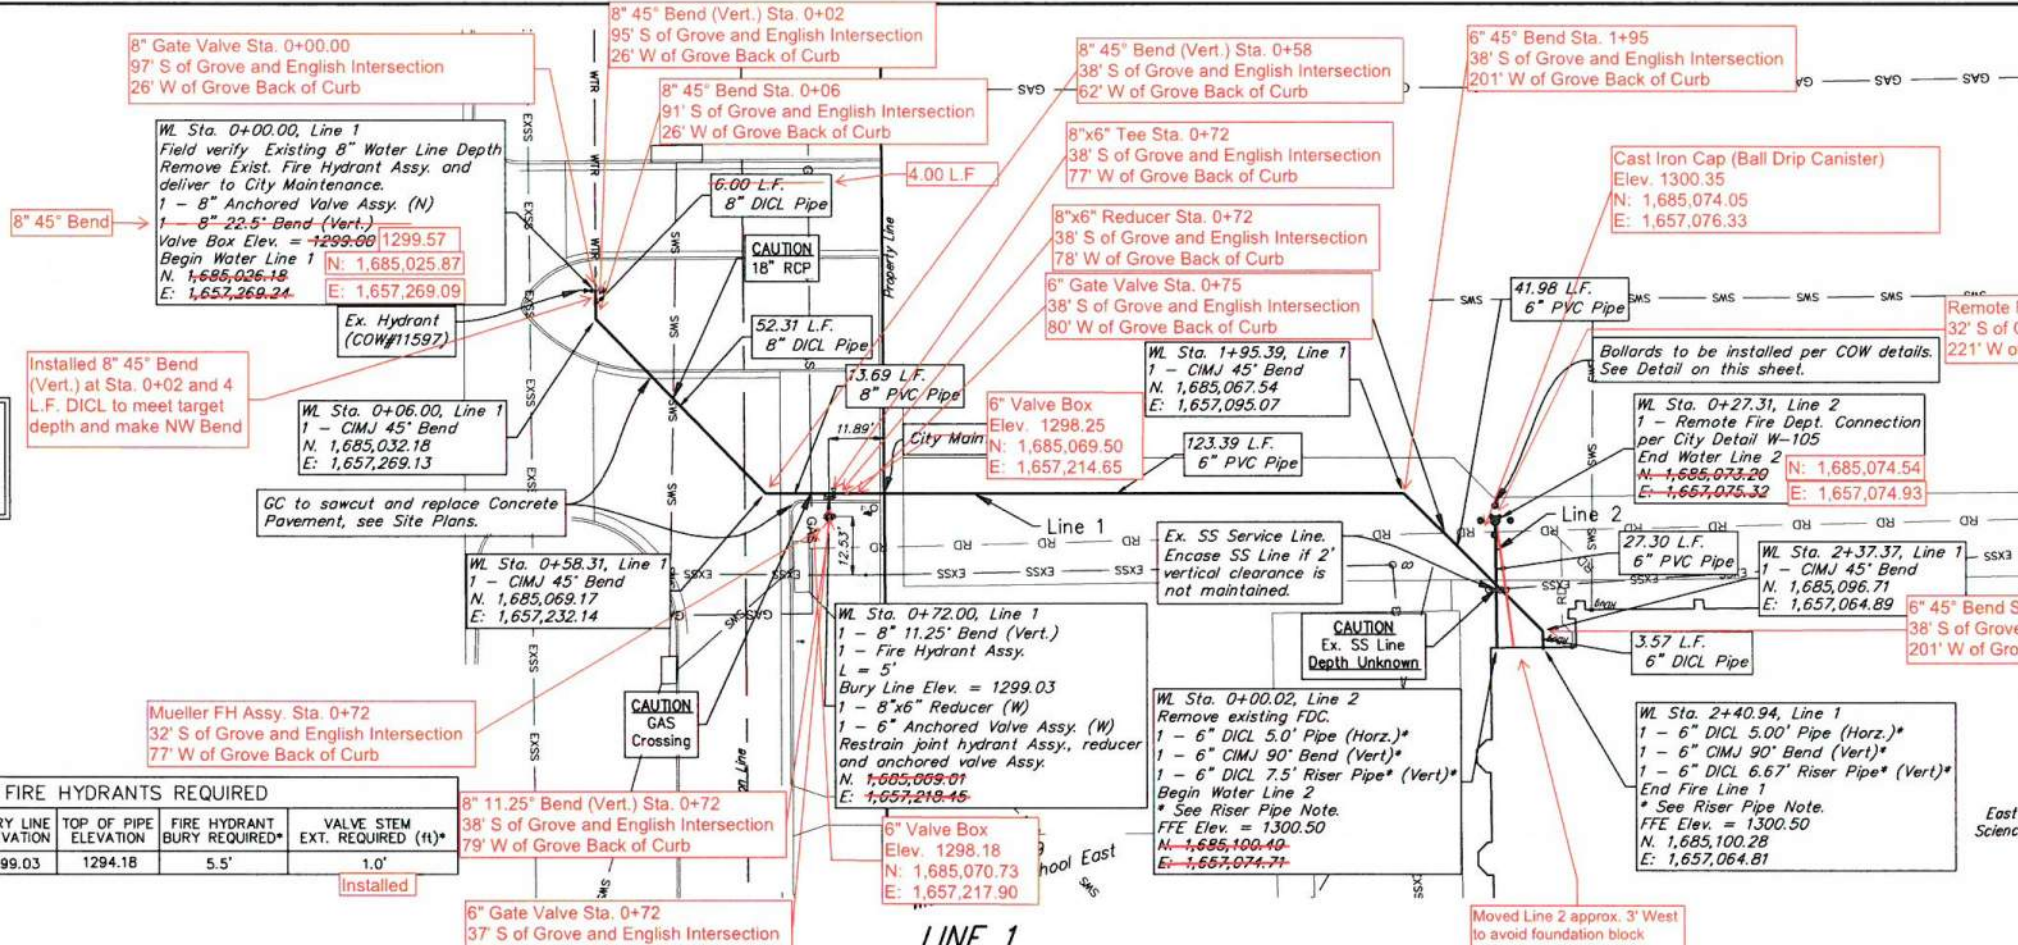 8" Gate Valve Sta. 0+00.00
97' S of Grove and English Intersection
26' W of Grove Back of Curb
8" 45° Bend (Vert.) Sta. 0+02
95' S of Grove and English Intersection
26' W of Grove Back of Curb
8" 45° Bend Sta. 0+06
91' S of Grove and English Intersection
26' W of Grove Back of Curb
8" 45° Bend (Vert.) Sta. 0+58
38' S of Grove and English Intersection
62' W of Grove Back of Curb
6" 45° Bend Sta. 1+95
38' S of Grove and English Intersection
201' W of Grove Back of Curb
8"x6" Tee Sta. 0+72
38' S of Grove and English Intersection
77' W of Grove Back of Curb
Cast Iron Cap (Ball Drip Canister)
Elev. 1300.35
N: 1,685,074.05
E: 1,657,076.33
WL Sta. 0+00.00, Line 1
Field verify Existing 8" Water Line Depth
Remove Exist. Fire Hydrant Assy. and
deliver to City Maintenance.
1 - 8" Anchored Valve Assy. (N)
1 - 8" 22.5° Bend (Vert.)
Valve Box Elev. = 1299.00 1299.57
Begin Water Line 1
N. 1,685,026.18 N: 1,685,025.87
E: 1,657,269.24 E: 1,657,269.09
8" 45° Bend
6.00 L.F.
8" DICL Pipe
4.00 L.F
CAUTION
18" RCP
Property Line
8"x6" Reducer Sta. 0+72
38' S of Grove and English Intersection
78' W of Grove Back of Curb
6" Gate Valve Sta. 0+75
38' S of Grove and English Intersection
80' W of Grove Back of Curb
41.98 L.F.
6" PVC Pipe
32' S of
221' W
Ex. Hydrant
(COW#11597)
52.31 L.F.
8" DICL Pipe
Installed 8" 45° Bend
(Vert.) at Sta. 0+02 and 4
L.F. DICL to meet target
depth and make NW Bend
13.69 L.F.
8" PVC Pipe
WL Sta. 1+95.39, Line 1
1 - CIMJ 45° Bend
N. 1,685,067.54
E: 1,657,095.07
Bollards to be installed per COW details.
See Detail on this sheet.
WL Sta. 0+06.00, Line 1
1 - CIMJ 45° Bend
N. 1,685,032.18
E: 1,657,269.13
11.89'
City Main
6" Valve Box
Elev. 1298.25
N: 1,685,069.50
E: 1,657,214.65
123.39 L.F.
6" PVC Pipe
WL Sta. 0+27.31, Line 2
1 - Remote Fire Dept. Connection
per City Detail W-105
End Water Line 2
N: 1,685,073.20 N: 1,685,074.54
E: 1,657,075.32 E: 1,657,074.93
GC to sawcut and replace Concrete
Pavement, see Site Plans.
12.53'
Line 1
Line 2
Ex. SS Service Line.
Encase SS Line if 2'
vertical clearance is
not maintained.
27.30 L.F.
6" PVC Pipe
WL Sta. 2+37.37, Line 1
1 - CIMJ 45° Bend
N. 1,685,096.71
E: 1,657,064.89
WL Sta. 0+58.31, Line 1
1 - CIMJ 45° Bend
N. 1,685,069.17
E: 1,657,232.14
WL Sta. 0+72.00, Line 1
1 - 8" 11.25° Bend (Vert.)
1 - Fire Hydrant Assy.
L = 5'
Bury Line Elev. = 1299.03
1 - 8"x6" Reducer (W)
1 - 6" Anchored Valve Assy. (W)
Restrain joint hydrant Assy., reducer
and anchored valve Assy.
N. 1,685,069.01
E: 1,657,218.45
CAUTION
Ex. SS Line
Depth Unknown
3.57 L.F.
6" DICL Pipe
6" 45° Bend S
38' S of Grove
201' W of Gro
Mueller FH Assy. Sta. 0+72
32' S of Grove and English Intersection
77' W of Grove Back of Curb
CAUTION
GAS
Crossing
WL Sta. 0+00.02, Line 2
Remove existing FDC.
1 - 6" DICL 5.0' Pipe (Horz.)*
1 - 6" CIMJ 90° Bend (Vert)*
1 - 6" DICL 7.5' Riser Pipe* (Vert)*
Begin Water Line 2
* See Riser Pipe Note.
FFE Elev. = 1300.50
N. 1,685,100.40
E: 1,657,074.71
WL Sta. 2+40.94, Line 1
1 - 6" DICL 5.00' Pipe (Horz.)*
1 - 6" CIMJ 90° Bend (Vert)*
1 - 6" DICL 6.67' Riser Pipe* (Vert)*
End Fire Line 1
* See Riser Pipe Note.
FFE Elev. = 1300.50
N. 1,685,100.28
E: 1,657,064.81
FIRE HYDRANTS REQUIRED
RY LINE VATION TOP OF PIPE ELEVATION FIRE HYDRANT BURY REQUIRED* VALVE STEM EXT. REQUIRED (ft)*
99.03 1294.18 5.5' 1.0'
Installed
8" 11.25° Bend (Vert.) Sta. 0+72
38' S of Grove and English Intersection
79' W of Grove Back of Curb
6" Valve Box
Elev. 1298.18
N: 1,685,070.73
E: 1,657,217.90
hool East
East
Scienc
6" Gate Valve Sta. 0+72
37' S of Grove and English Intersection
Moved Line 2 approx. 3' West
to avoid foundation block
LINE 1